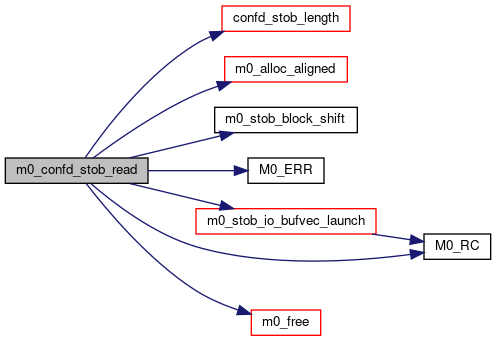 confd_stob_length
m0_alloc_aligned
m0_stob_block_shift
m0_confd_stob_read
M0_ERR
m0_stob_io_bufvec_launch
M0_RC
m0_free